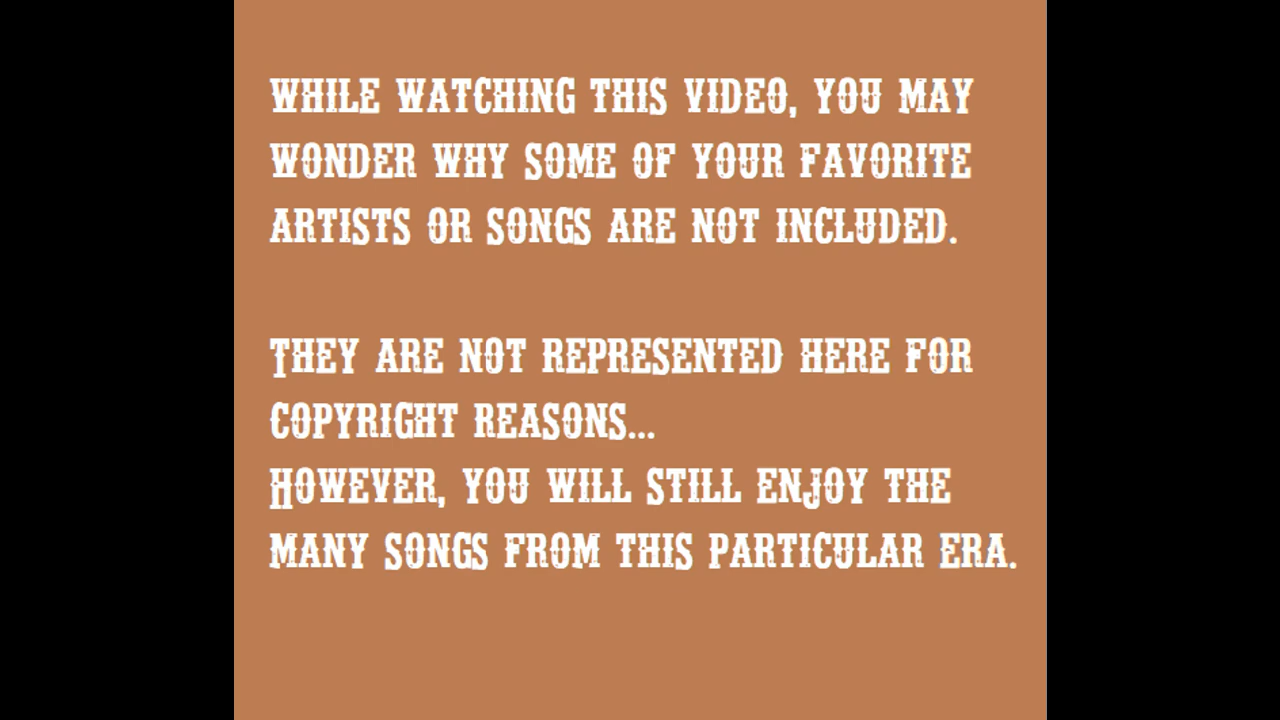 WHILE WATCHING THIS VIDEO, YOU MAY
WONDER WHY SOME OF YOUR FAVORITE
ARTISTS OR SONGS ARE NOT INCLUDED.
THEY ARE NOT REPRESENTED HERE FOR
COPYRIGHT REASONS...
HOWEVER, YOU WILL STILL ENJOY THE
MANY SONGS FROM THIS PARTICULAR ERA.